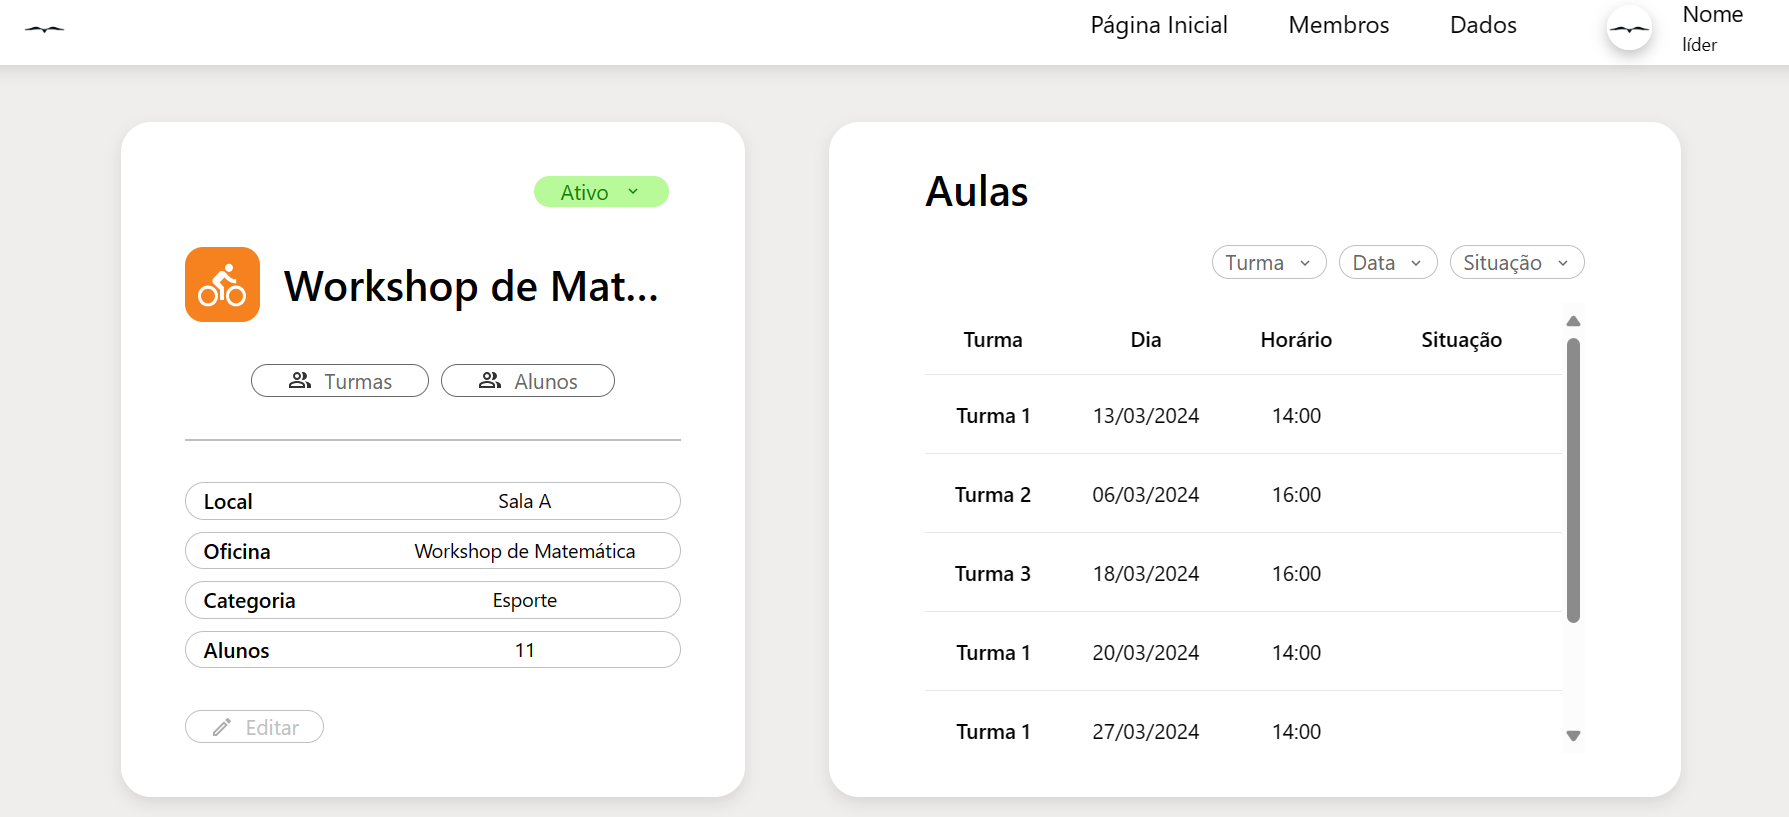 Página Inicial
Membros
Dados
Nome
líder
Ativo
Workshop de Mat...
Turmas
Alunos
Local Sala A
Oficina Workshop de Matemática
Categoria Esporte
Alunos 11
Editar
Aulas
Turma Data Situação
Turma Dia Horário Situação
Turma 1 13/03/2024 14:00
Turma 2 06/03/2024 16:00
Turma 3 18/03/2024 16:00
Turma 1 20/03/2024 14:00
Turma 1 27/03/2024 14:00